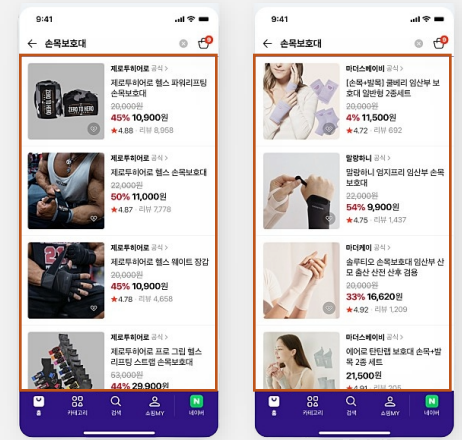 9:41
손목보호대
9
제로투히어로 공식 >
제로투히어로 헬스 파워리프팅
손목보호대
20,000원
45% 10,900원
★4.88 · 리뷰 8,958
제로투히어로 공식 >
제로투히어로 헬스 손목보호대
22,000원
50% 11,000원
★4.87 · 리뷰 7,778
제로투히어로 공식 >
제로투히어로 헬스 웨이트 장갑
20,000원
45% 10,900원
★4.78 · 리뷰 4,658
제로투히어로 공식 >
제로투히어로 프로 그립 헬스
리프팅 스트랩 손목보호대
53,000원
44% 29,900원
홈
카테고리
검색
쇼핑MY
N
네이버
9:41
손목보호대
9
마더스베이비 공식 >
[손목+발목] 쿨베리 임산부 보
호대 일반형 2종세트
20,000원
4% 11,500원
★4.72 · 리뷰 692
말랑하니 공식 >
말랑하니 엄지프리 임산부 손목
보호대
22,000원
54% 9,900원
★4.75 · 리뷰 1,437
마더케이 공식 >
솔루티오 손목보호대 임산부 산
모 출산 산전 산후 겸용
20,000원
33% 16,620원
★4.92 · 리뷰 1,209
마더스베이비 공식 >
에어로 탄탄랩 보호대 손목+발
목 2종 세트
21,500원
★4.91 · 리뷰 205
홈
카테고리
검색
쇼핑MY
N
네이버